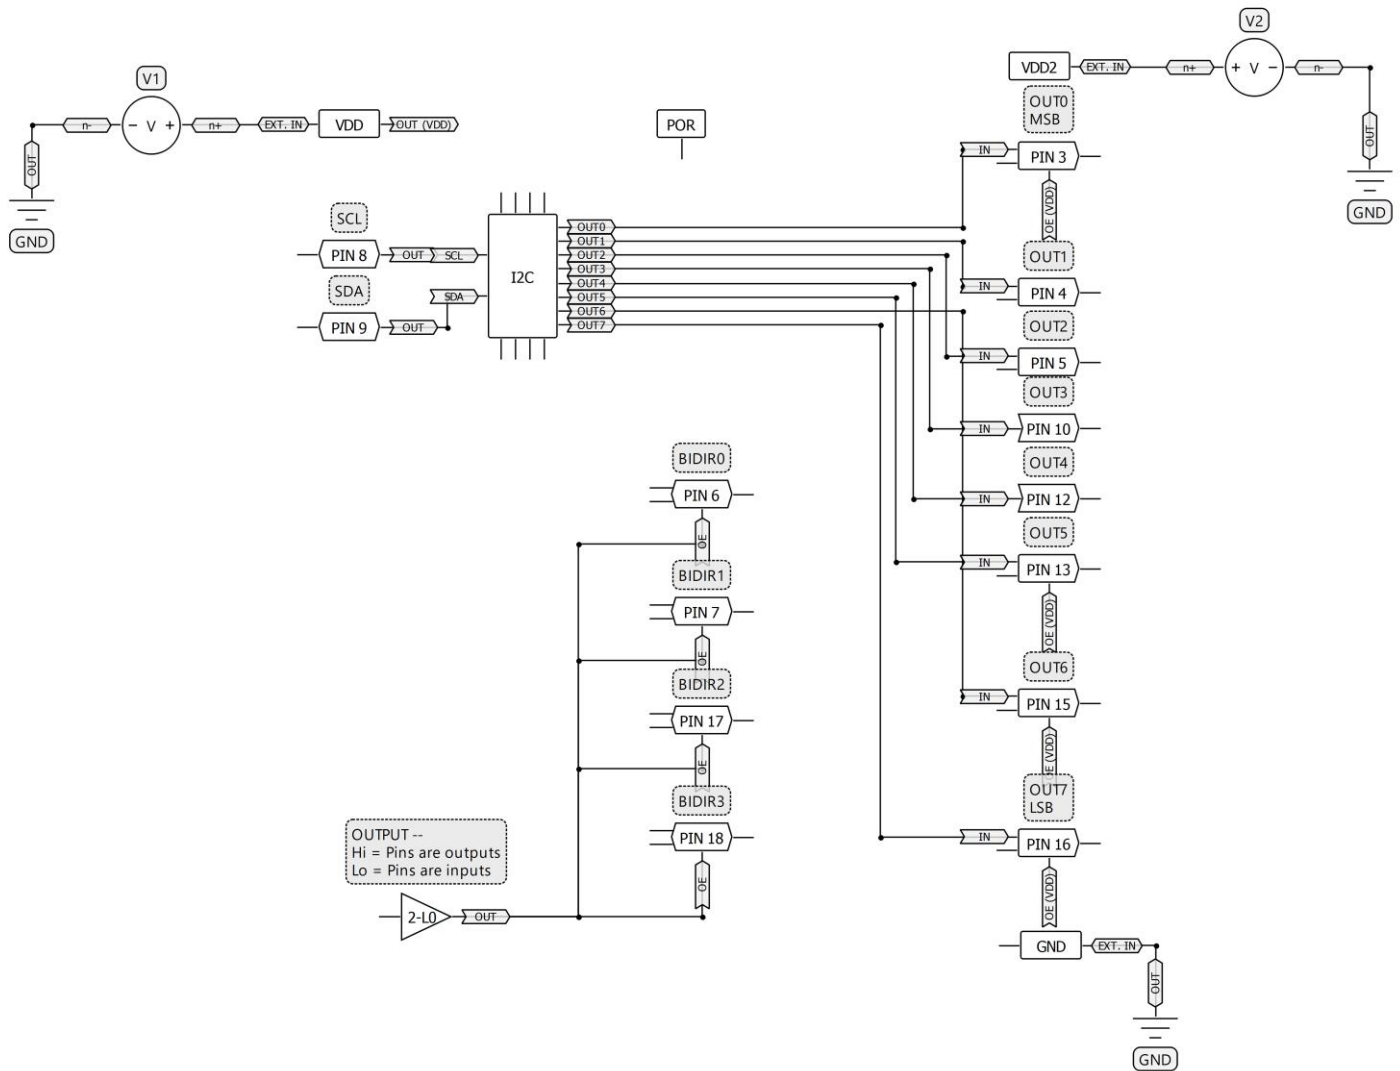 V2
VDD2
EXT. IN
n+
+ V -
n-
V1
OUT0
MSB
n-
- V +
n+
EXT. IN
VDD
OUT (VDD)
POR
OUT
OUT
IN
PIN 3
OE (VDD)
GND
GND
SCL
PIN 8
OUT
SCL
SDA
PIN 9
OUT
SDA
I2C
OUT0
OUT1
OUT2
OUT3
OUT4
OUT5
OUT6
OUT7
OUT1
IN
PIN 4
OUT2
IN
PIN 5
OUT3
IN
PIN 10
OUT4
IN
PIN 12
OUT5
IN
PIN 13
OE (VDD)
OUT6
IN
PIN 15
OE (VDD)
OUT7
LSB
IN
PIN 16
OE (VDD)
BIDIR0
PIN 6
OE
BIDIR1
PIN 7
OE
BIDIR2
PIN 17
OE
BIDIR3
PIN 18
OE
OUTPUT --
Hi = Pins are outputs
Lo = Pins are inputs
2-L0
OUT
GND
EXT. IN
OUT
GND